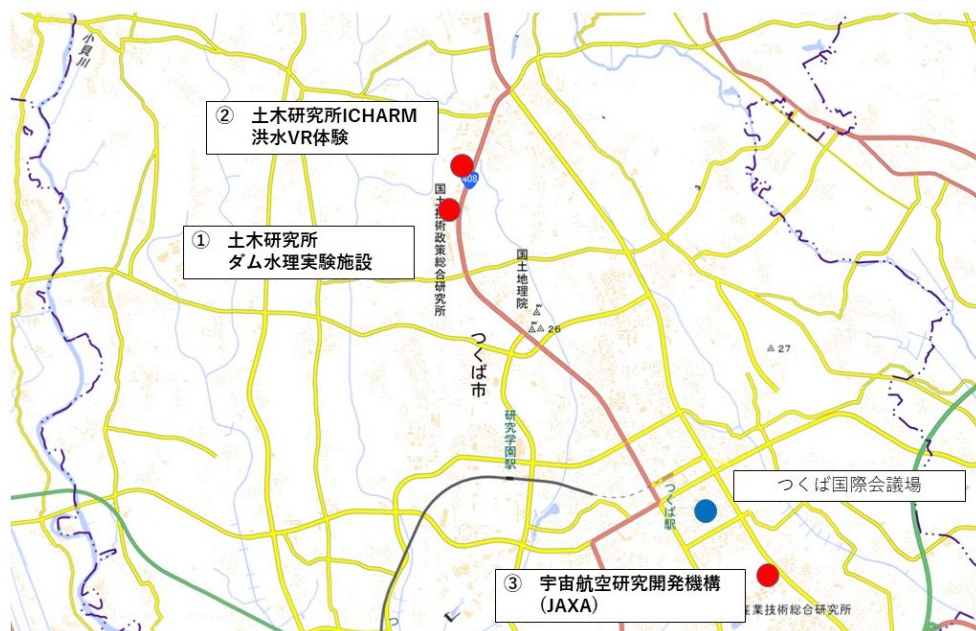 小貝川
② 土木研究所ICHARM
洪水VR体験
408
国土技術政策総合研究所
① 土木研究所
ダム水理実験施設
国土地理院
26
27
つくば市
研究学園駅
つくば駅
つくば国際会議場
③ 宇宙航空研究開発機構
(JAXA)
産業技術総合研究所
つ